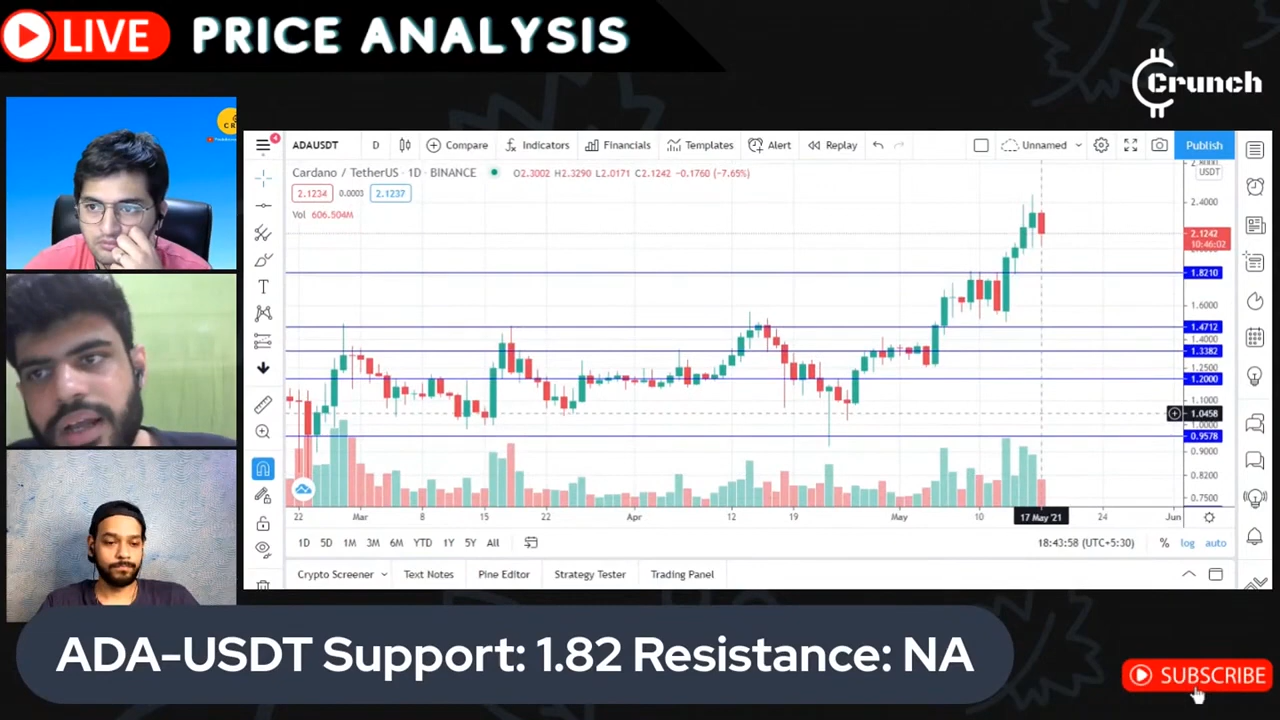 LIVE PRICE ANALYSIS
Crunch
ADAUSDT D Compare Indicators Financials Templates Alert Replay Unnamed Publish
4
Cardano / TetherUS · 1D · BINANCE O2.3002 H2.3290 L2.0171 C2.1242 −0.1760 (−7.65%)
USDT
2.1234 0.0003 2.1237
Vol 606.504M
2.4000
2.1242
10:46:02
1.8210
1.6000
1.4712
1.4000
1.3382
1.2500
1.2000
1.1000
1.0458
1.0000
0.9578
0.9000
0.8200
0.7500
22 Mar 8 15 22 Apr 12 19 May 10 17 May '21 24 Jun
1D 5D 1M 3M 6M YTD 1Y 5Y All 18:43:58 (UTC+5:30) % log auto
Crypto Screener Text Notes Pine Editor Strategy Tester Trading Panel
ADA-USDT Support: 1.82 Resistance: NA
SUBSCRIBE